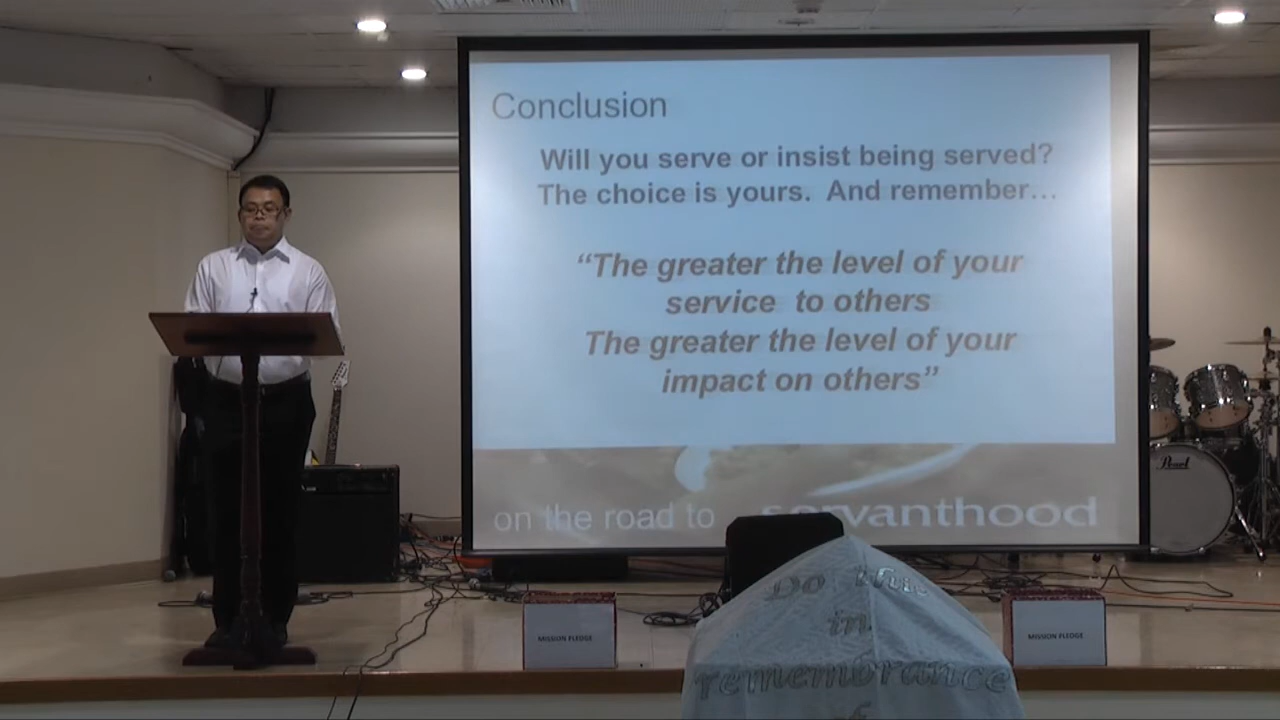 Conclusion
Will you serve or insist being served?
The choice is yours. And remember…
“The greater the level of your
service to others
The greater the level of your
impact on others”
on the road to servanthood
Pearl
MISSION PLEDGE
MISSION PLEDGE
Do this
in
remembrance
of